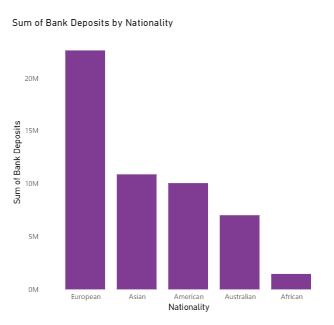 Sum of Bank Deposits by Nationality
Sum of Bank Deposits
20M
15M
10M
5M
0M
European Asian American Australian African
Nationality